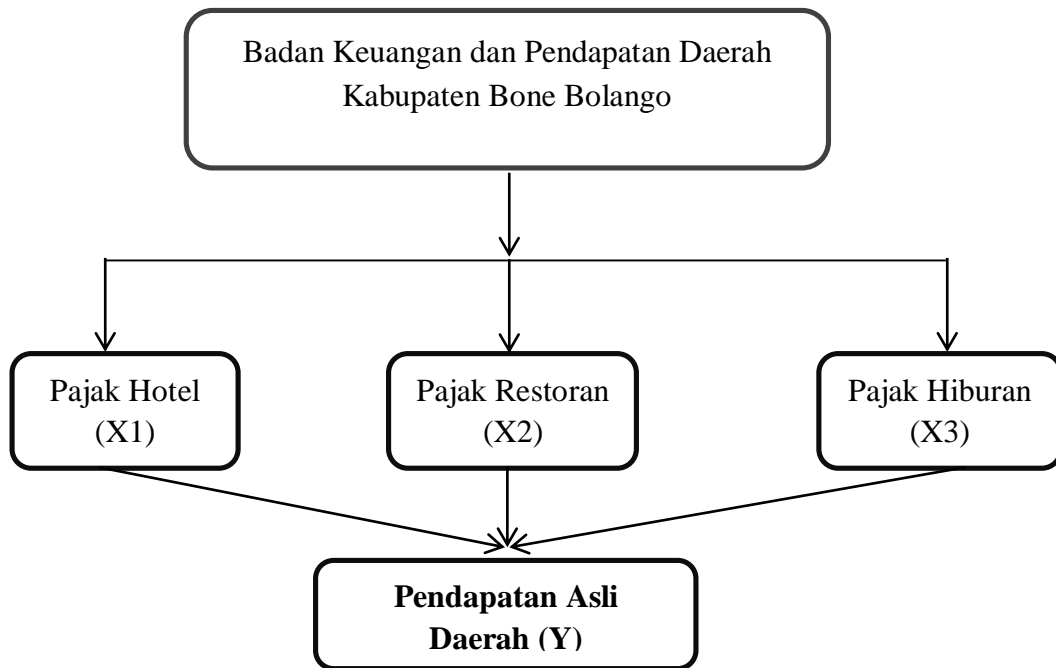 Badan Keuangan dan Pendapatan Daerah
Kabupaten Bone Bolango
Pajak Hotel
(X1)
Pajak Restoran
(X2)
Pajak Hiburan
(X3)
Pendapatan Asli
Daerah (Y)